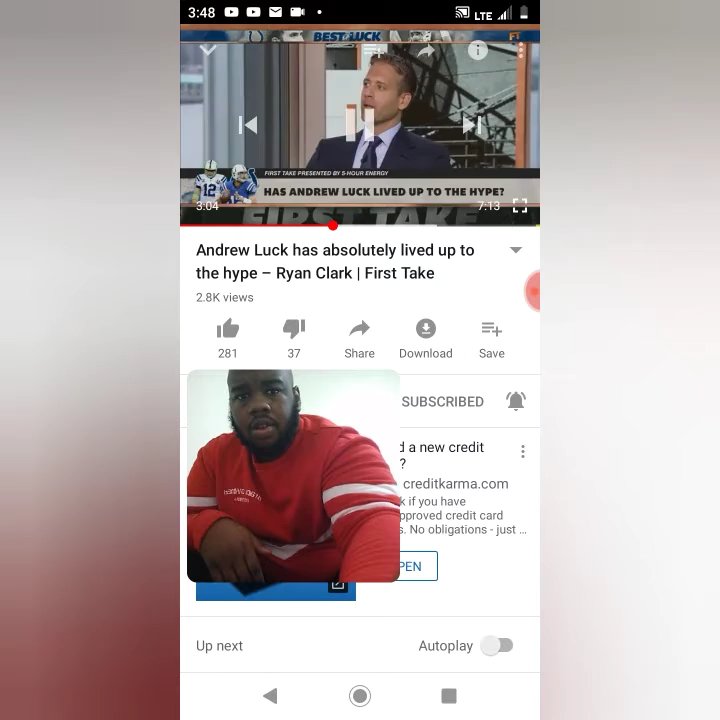 3:48
LTE
BEST LUCK
FT
FIRST TAKE PRESENTED BY 5-HOUR ENERGY
12
HAS ANDREW LUCK LIVED UP TO THE HYPE?
3:04
7:13
FIRST TAKE
Andrew Luck has absolutely lived up to
the hype – Ryan Clark | First Take
2.8K views
281
37
Share
Download
Save
SUBSCRIBED
d a new credit
?
creditkarma.com
k if you have
pproved credit card
s. No obligations - just ...
PEN
Up next
Autoplay